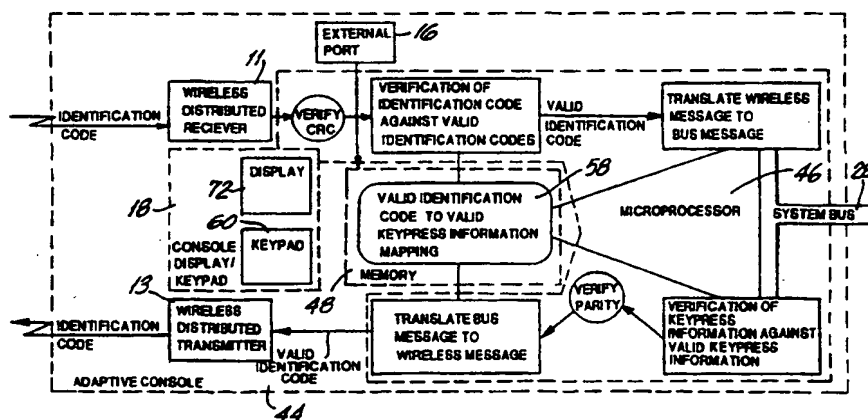 16
EXTERNAL
PORT
11
WIRELESS
DISTRIBUTED
RECIEVER
IDENTIFICATION
CODE
VERIFY
CRC
VERIFICATION OF
IDENTIFICATION CODE
AGAINST VALID
IDENTIFICATION CODES
VALID
IDENTIFICATION
CODE
TRANSLATE WIRELESS
MESSAGE TO
BUS MESSAGE
58
46
18
72
DISPLAY
60
KEYPAD
CONSOLE
DISPLAY/
KEYPAD
VALID IDENTIFICATION
CODE TO VALID
KEYPRESS INFORMATION
MAPPING
MEMORY
48
MICROPROCESSOR
SYSTEM BUS
13
WIRELESS
DISTRIBUTED
TRANSMITTER
IDENTIFICATION
CODE
VALID
IDENTIFICATION
CODE
TRANSLATE BUS
MESSAGE TO
WIRELESS MESSAGE
VERIFY
PARITY
VERIFICATION OF
KEYPRESS
INFORMATION AGAINST
VALID KEYPRESS
INFORMATION
ADAPTIVE CONSOLE
44